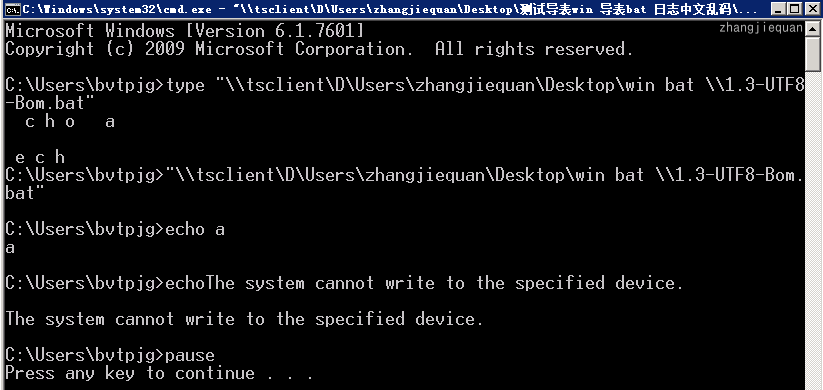 C:\Windows\system32\cmd.exe - "\\tsclient\D\Users\zhangjiequan\Desktop\测试导表win 导表bat 日志中文乱码\...
zhangjiequan
Microsoft Windows [Version 6.1.7601]
Copyright (c) 2009 Microsoft Corporation.  All rights reserved.
C:\Users\bvtpjg>type "\\tsclient\D\Users\zhangjiequan\Desktop\win bat \\1.3-UTF8
-Bom.bat"
c h o   a
e c h
C:\Users\bvtpjg>"\\tsclient\D\Users\zhangjiequan\Desktop\win bat \\1.3-UTF8-Bom.
bat"
C:\Users\bvtpjg>echo a
a
C:\Users\bvtpjg>echoThe system cannot write to the specified device.
The system cannot write to the specified device.
C:\Users\bvtpjg>pause
Press any key to continue . . .